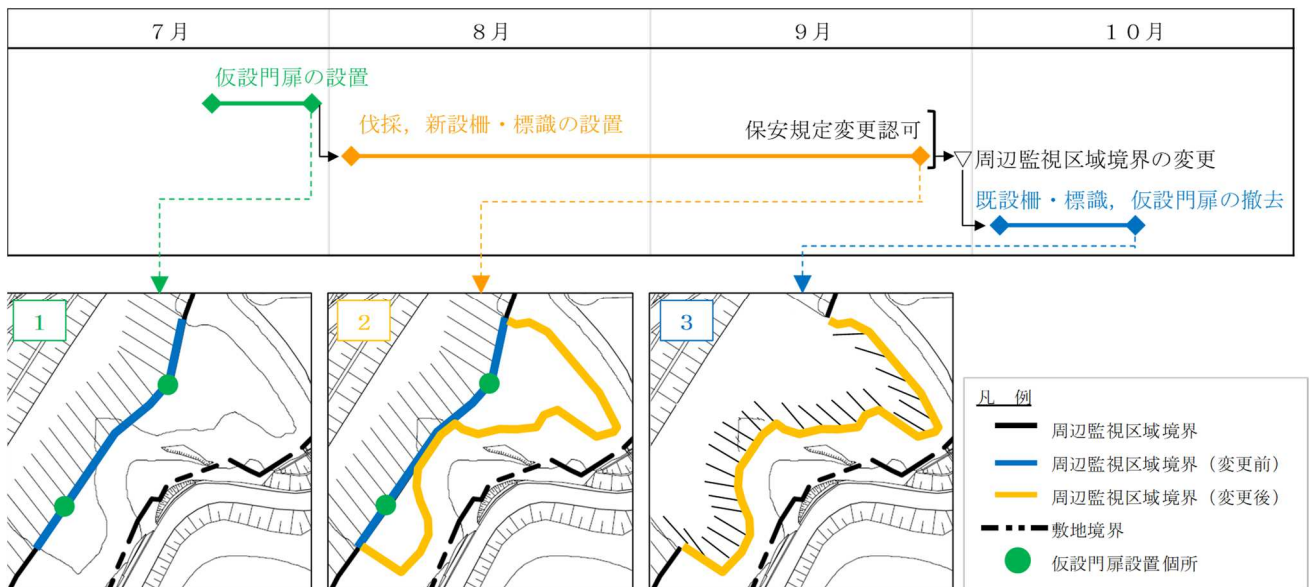 7月
8月
9月
10月
仮設門扉の設置
伐採，新設柵・標識の設置
保安規定変更認可
▽周辺監視区域境界の変更
既設柵・標識，仮設門扉の撤去
1
2
3
凡 例
周辺監視区域境界
周辺監視区域境界（変更前）
周辺監視区域境界（変更後）
敷地境界
仮設門扉設置個所